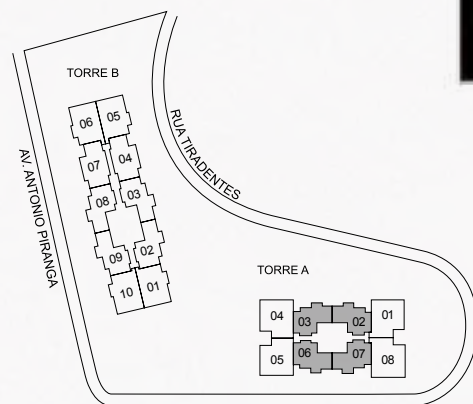 TORRE B
06 05
07 04
08 03
09 02
10 01
AV. ANTONIO PIRANGA
RUA TIRADENTES
TORRE A
04 03 02 01
05 06 07 08